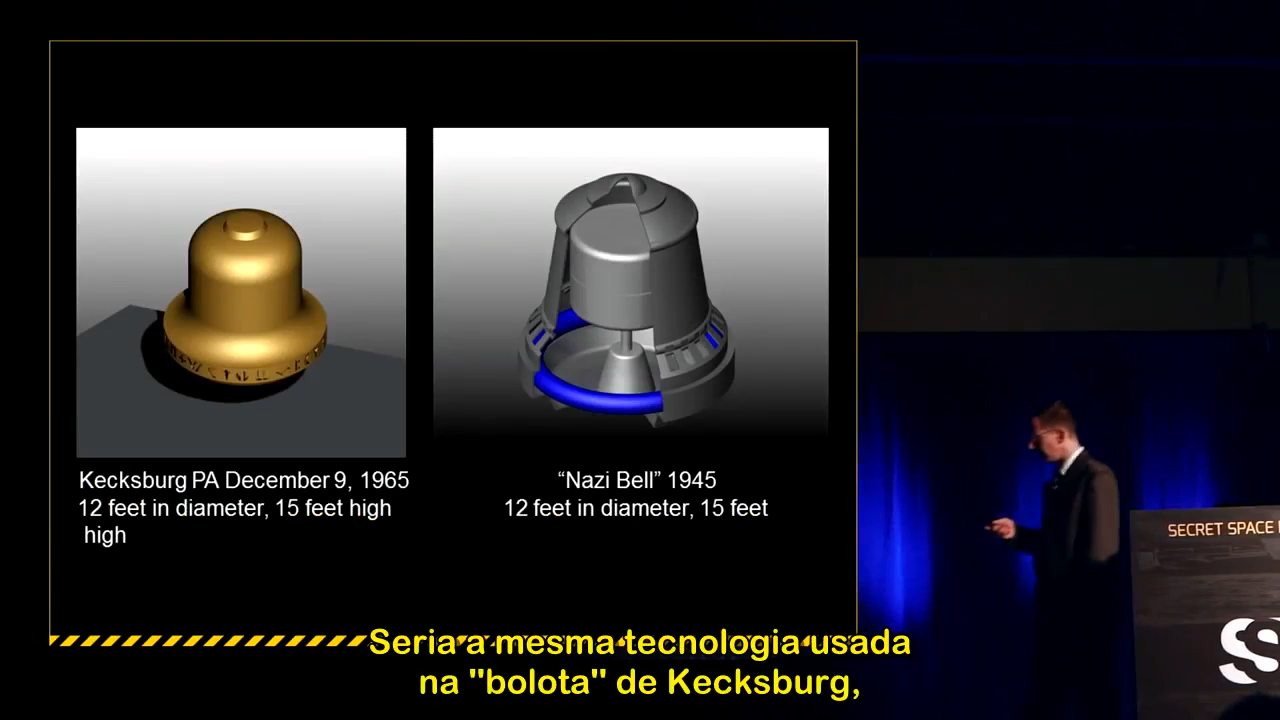 Kecksburg PA December 9, 1965
12 feet in diameter, 15 feet high
high
“Nazi Bell” 1945
12 feet in diameter, 15 feet
SECRET SPACE
Seria a mesma tecnologia usada
na "bolota" de Kecksburg,